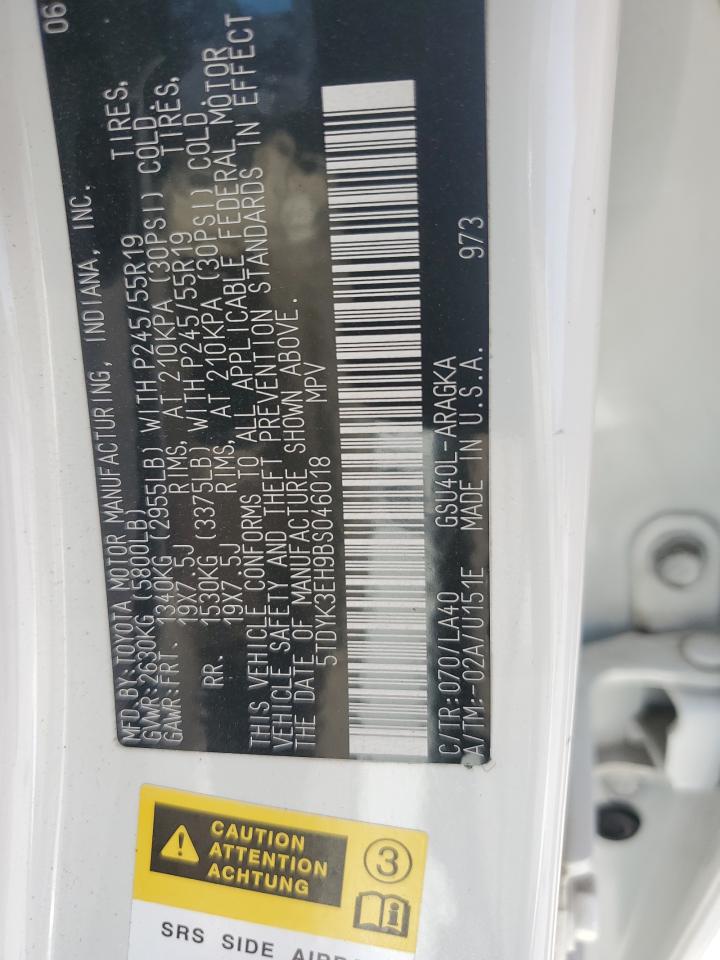 MFD.BY:TOYOTA MOTOR MANUFACTURING, INDIANA, INC. 06
GVWR:2630KG(5800LB)
GAWR:FRT. 1340KG (2955LB) WITH P245/55R19 TIRES,
19X7.5J RIMS, AT 210KPA (30PSI) COLD.
RR. 1530KG (3375LB) WITH P245/55R19 TIRES,
19X7.5J RIMS, AT 210KPA (30PSI) COLD.
THIS VEHICLE CONFORMS TO ALL APPLICABLE FEDERAL MOTOR
VEHICLE SAFETY AND THEFT PREVENTION STANDARDS IN EFFECT
THE DATE OF MANUFACTURE SHOWN ABOVE.
5TDYK3EH9BS046018 MPV
C/TR:070/LA40 GSU40L-ARAGKA 973
A/TM:-02A/U151E MADE IN U.S.A.
CAUTION
ATTENTION
ACHTUNG
3
SRS SIDE